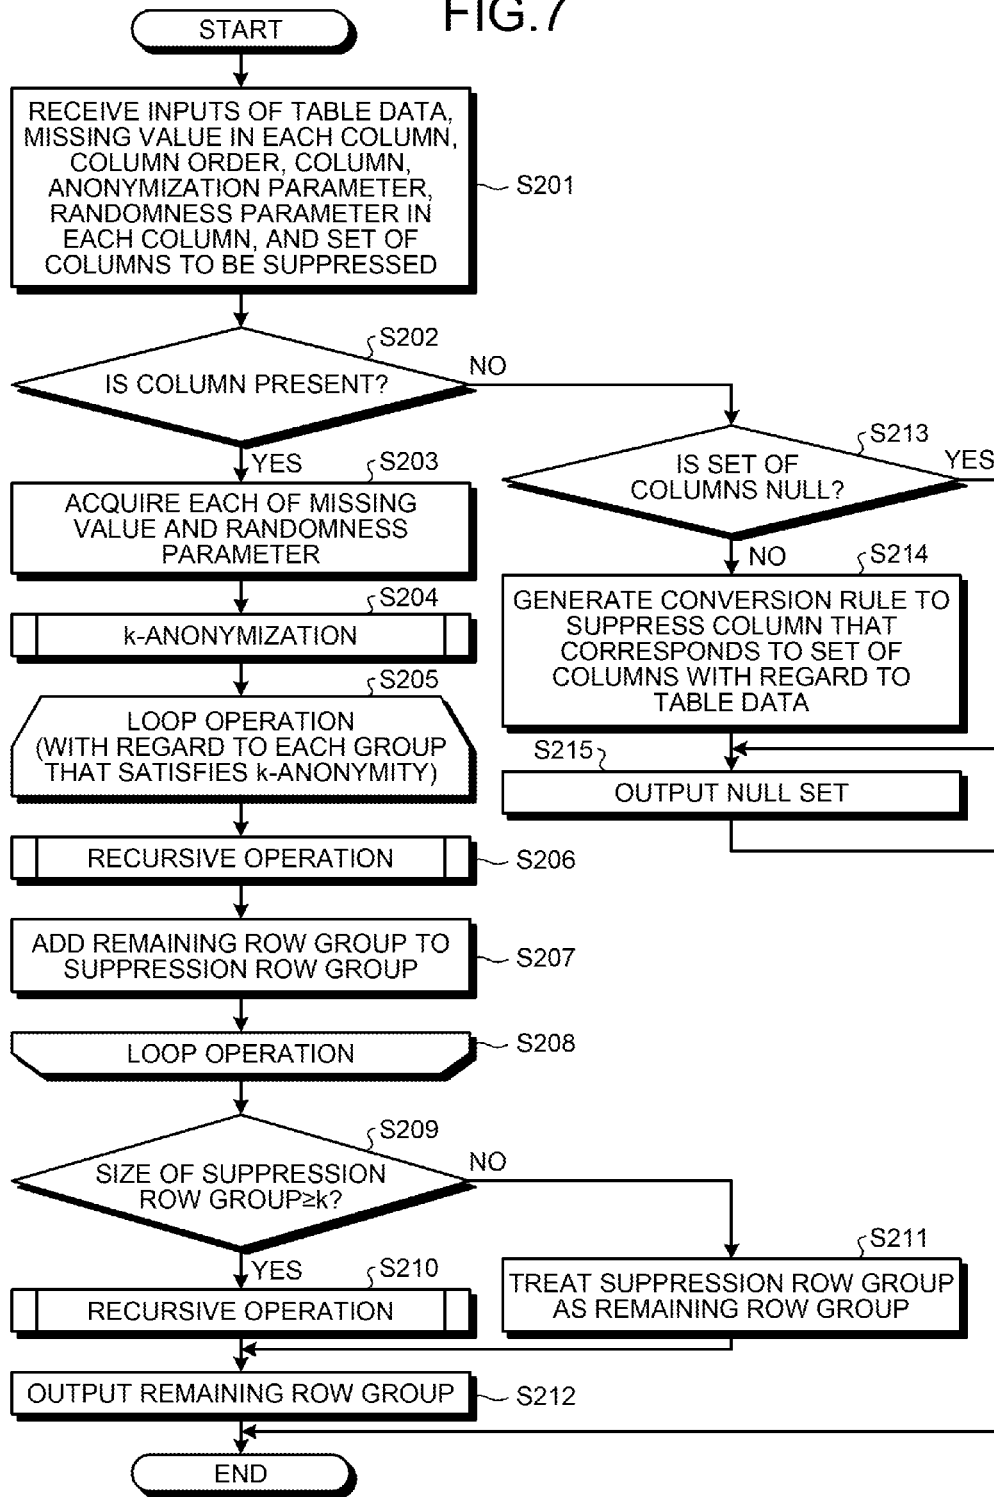 FIG.7
START
RECEIVE INPUTS OF TABLE DATA,
MISSING VALUE IN EACH COLUMN,
COLUMN ORDER, COLUMN,
ANONYMIZATION PARAMETER,
RANDOMNESS PARAMETER IN
EACH COLUMN, AND SET OF
COLUMNS TO BE SUPPRESSED
S201
S202
IS COLUMN PRESENT?
NO
YES
S203
ACQUIRE EACH OF MISSING
VALUE AND RANDOMNESS
PARAMETER
S204
k-ANONYMIZATION
S205
LOOP OPERATION
(WITH REGARD TO EACH GROUP
THAT SATISFIES k-ANONYMITY)
RECURSIVE OPERATION
S206
ADD REMAINING ROW GROUP TO
SUPPRESSION ROW GROUP
S207
LOOP OPERATION
S208
S209
SIZE OF SUPPRESSION
ROW GROUP≥k?
NO
YES
S210
RECURSIVE OPERATION
S211
TREAT SUPPRESSION ROW GROUP
AS REMAINING ROW GROUP
OUTPUT REMAINING ROW GROUP
S212
END
S213
IS SET OF
COLUMNS NULL?
YES
NO
S214
GENERATE CONVERSION RULE TO
SUPPRESS COLUMN THAT
CORRESPONDS TO SET OF
COLUMNS WITH REGARD TO
TABLE DATA
S215
OUTPUT NULL SET